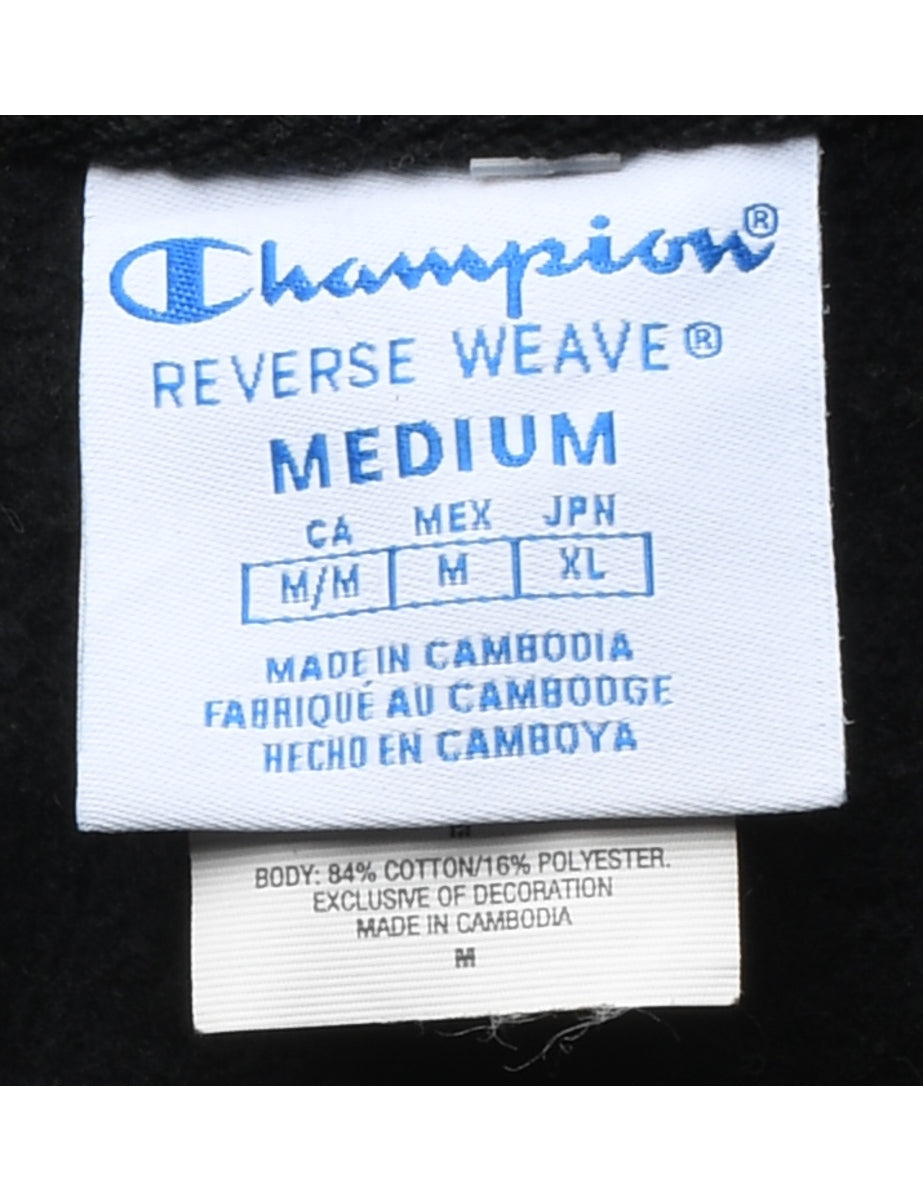 Champion®
REVERSE WEAVE®
MEDIUM
CA MEX JPN
M/M M XL
MADE IN CAMBODIA
FABRIQUÉ AU CAMBODGE
HECHO EN CAMBOYA
BODY: 84% COTTON/16% POLYESTER.
EXCLUSIVE OF DECORATION
MADE IN CAMBODIA
M